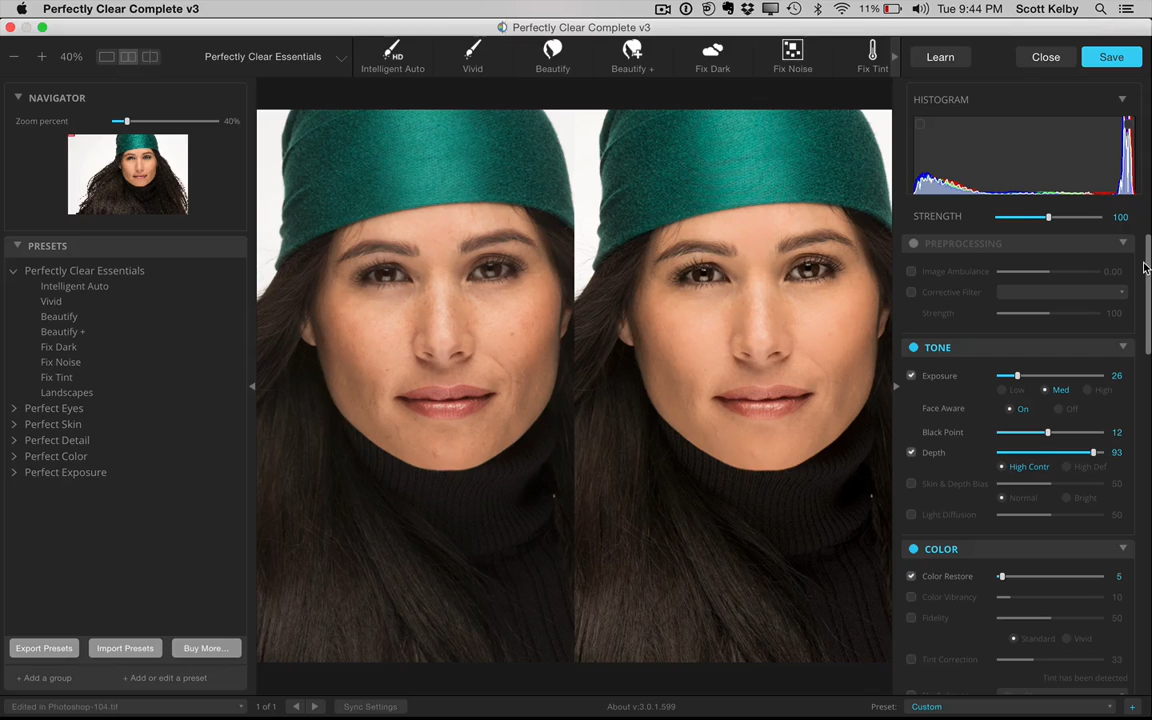 Perfectly Clear Complete v3
11%
Tue 9:44 PM
Scott Kelby
Perfectly Clear Complete v3
40%
Perfectly Clear Essentials
HD
Intelligent Auto
Vivid
Beautify
Beautify +
Fix Dark
Fix Noise
Fix Tint
Learn
Close
Save
NAVIGATOR
Zoom percent
40%
PRESETS
Perfectly Clear Essentials
Intelligent Auto
Vivid
Beautify
Beautify +
Fix Dark
Fix Noise
Fix Tint
Landscapes
Perfect Eyes
Perfect Skin
Perfect Detail
Perfect Color
Perfect Exposure
Export Presets
Import Presets
Buy More...
+ Add a group
+ Add or edit a preset
HISTOGRAM
STRENGTH
100
PREPROCESSING
Image Ambulance
0.00
Corrective Filter
Strength
100
TONE
Exposure
26
Low
Med
High
Face Aware
On
Off
Black Point
12
Depth
93
High Contr
High Def
Skin & Depth Bias
50
Normal
Bright
Light Diffusion
50
COLOR
Color Restore
5
Color Vibrancy
10
Fidelity
50
Standard
Vivid
Tint Correction
33
Tint has been detected
Edited in Photoshop-104.tif
1 of 1
Sync Settings
About v:3.0.1.599
Preset:
Custom
+